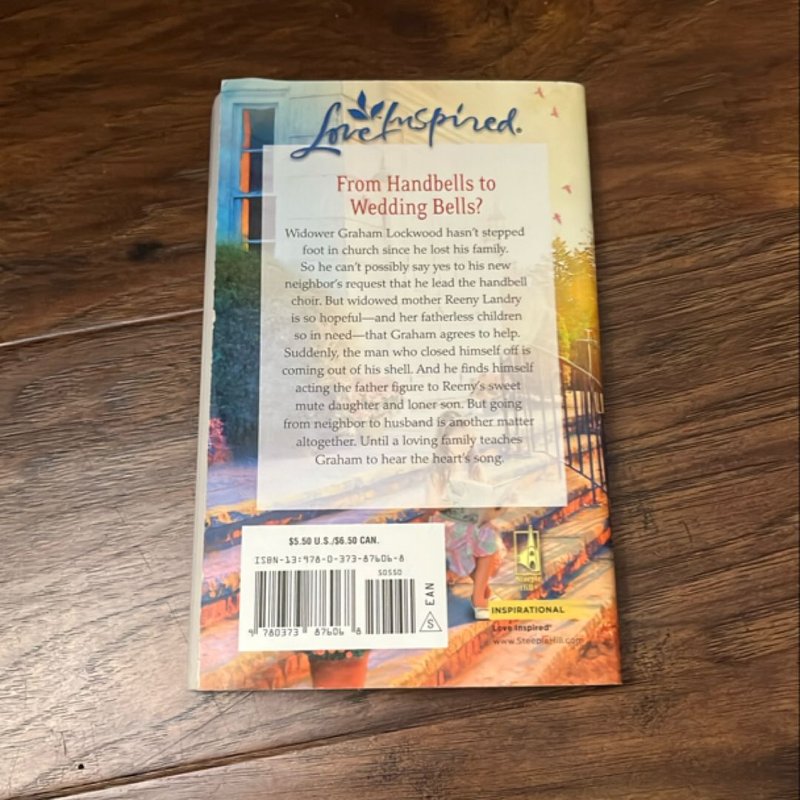 Love Inspired®
From Handbells to
Wedding Bells?
Widower Graham Lockwood hasn't stepped
foot in church since he lost his family.
So he can't possibly say yes to his new
neighbor's request that he lead the handbell
choir. But widowed mother Reeny Landry
is so hopeful—and her fatherless children
so in need—that Graham agrees to help.
Suddenly, the man who closed himself off is
coming out of his shell. And he finds himself
acting the father figure to Reeny's sweet
mute daughter and loner son. But going
from neighbor to husband is another matter
altogether. Until a loving family teaches
Graham to hear the heart's song.
$5.50 U.S./$6.50 CAN.
ISBN-13:978-0-373-87606-8
50550
EAN
S
9 780373 87606 8
Steeple
Hill®
INSPIRATIONAL
Love Inspired®
www.SteepleHill.com